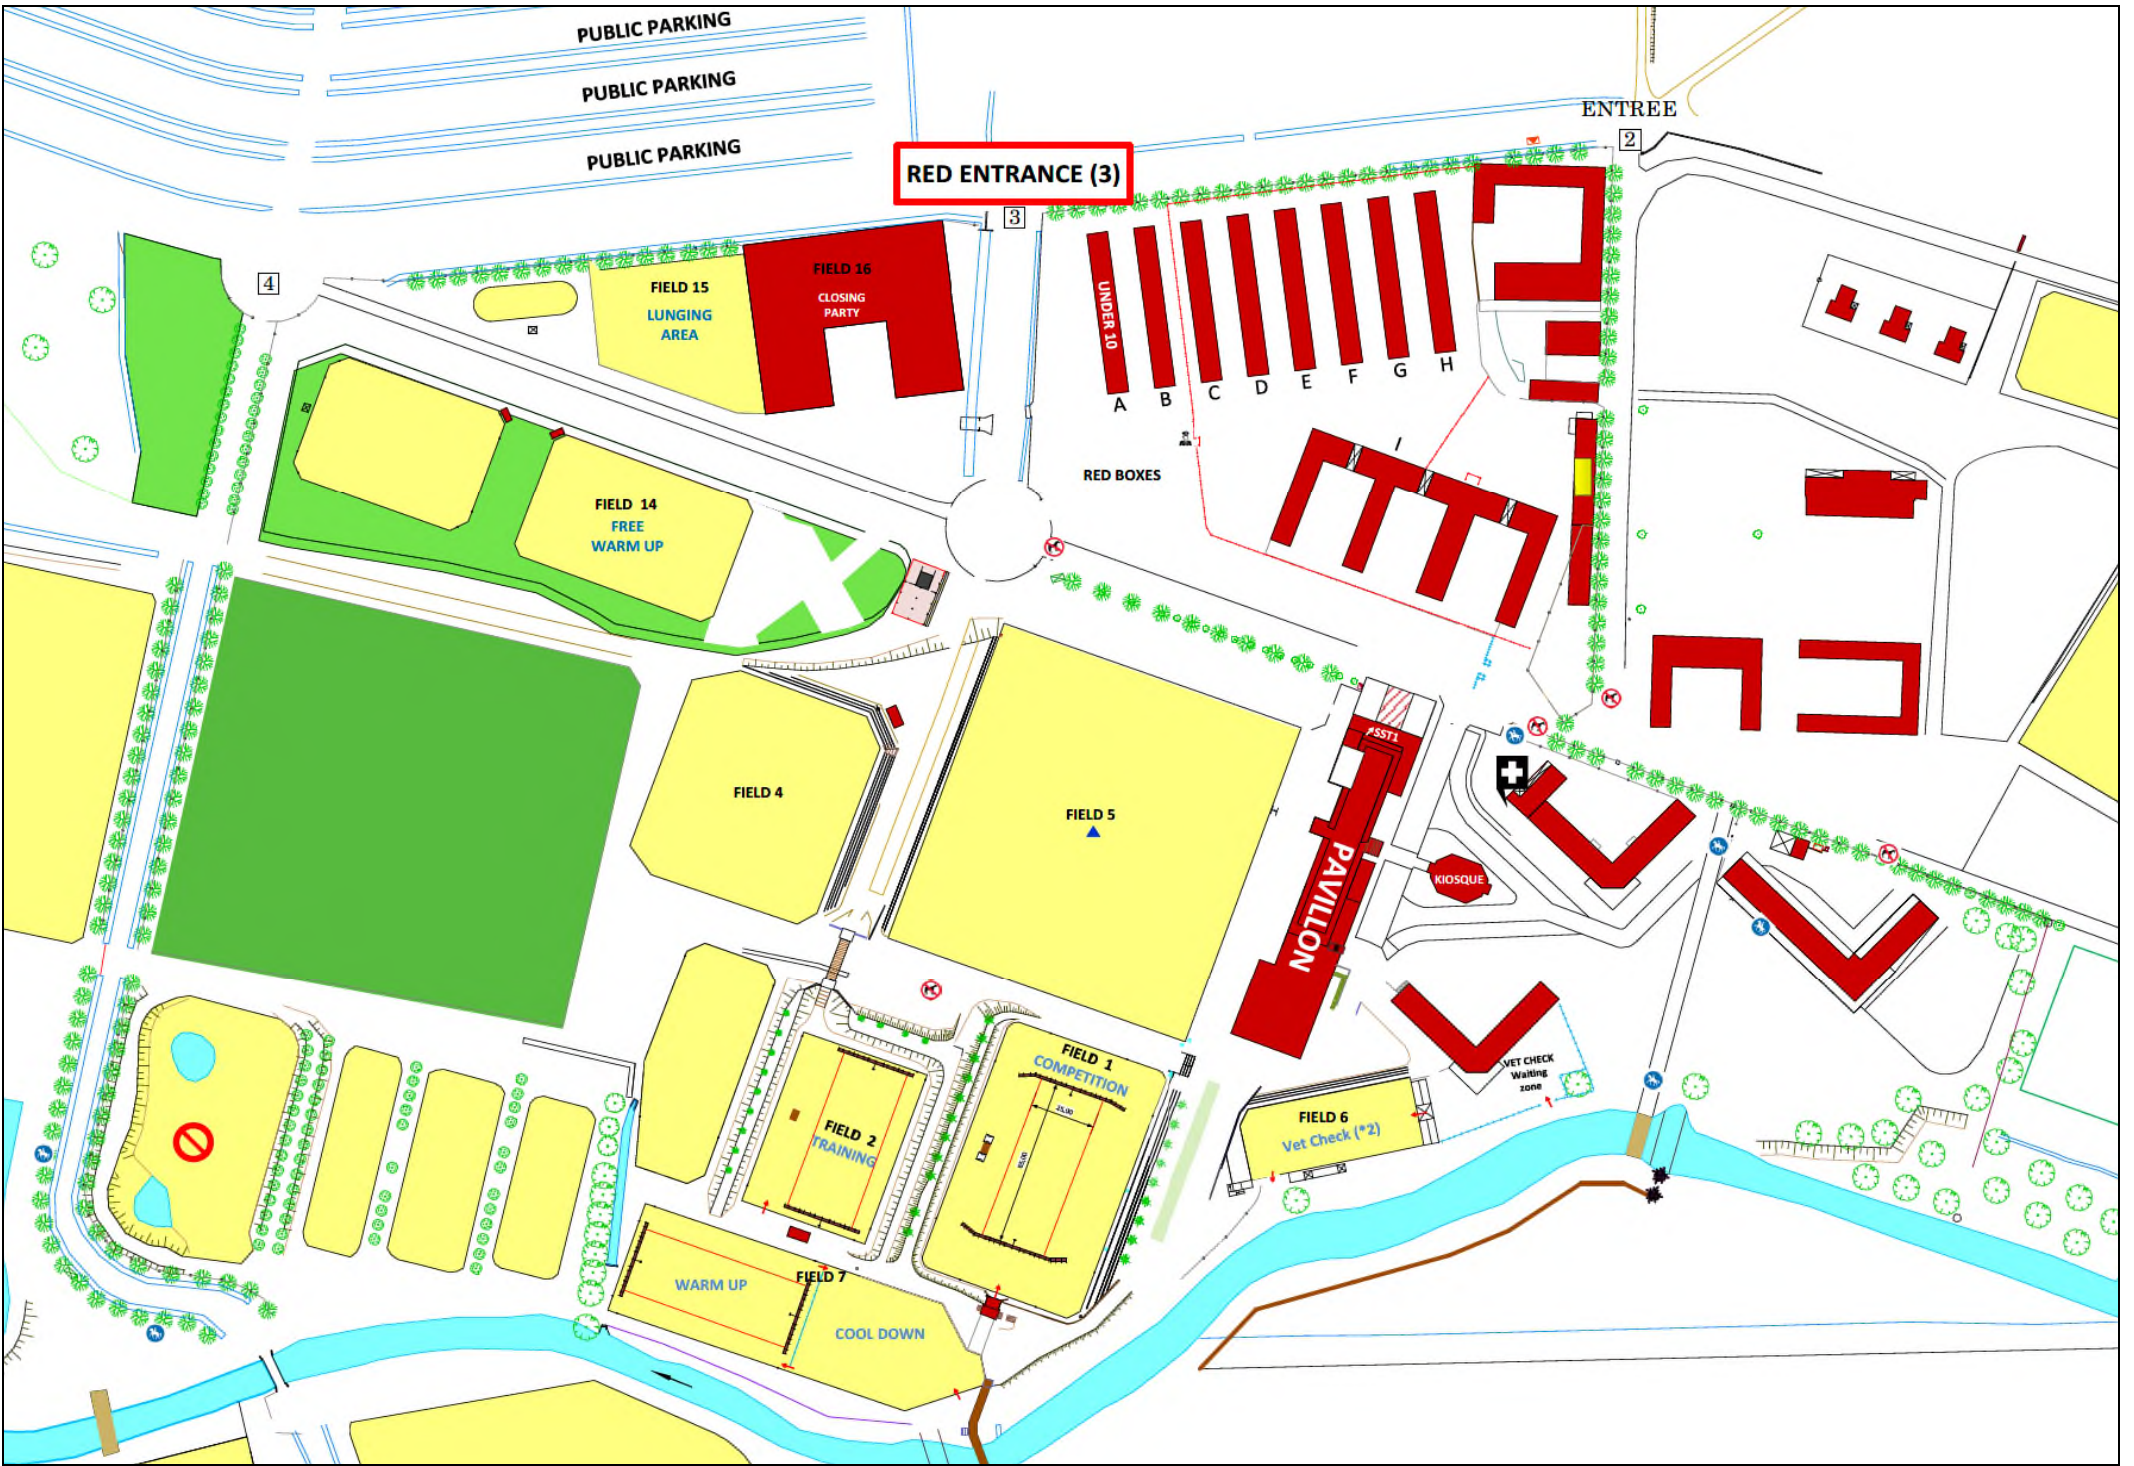 PUBLIC PARKING
PUBLIC PARKING
PUBLIC PARKING
ENTREE
2
RED ENTRANCE (3)
3
4
FIELD 15
LUNGING
AREA
FIELD 16
CLOSING
PARTY
UNDER 10
A
B
C
D
E
F
G
H
I
RED BOXES
FIELD 14
FREE
WARM UP
FIELD 4
FIELD 5
SST1
PAVILLON
KIOSQUE
FIELD 1
COMPETITION
25,00
FIELD 2
TRAINING
VET CHECK
Waiting
zone
FIELD 6
Vet Check (*2)
FIELD 7
WARM UP
COOL DOWN